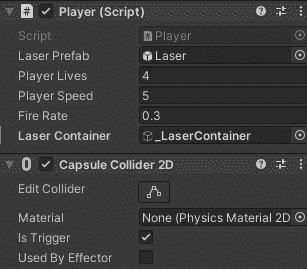 Player (Script)
Script Player
Laser Prefab Laser
Player Lives 4
Player Speed 5
Fire Rate 0.3
Laser Container _LaserContainer
Capsule Collider 2D
Edit Collider
Material None (Physics Material 2D
Is Trigger
Used By Effector